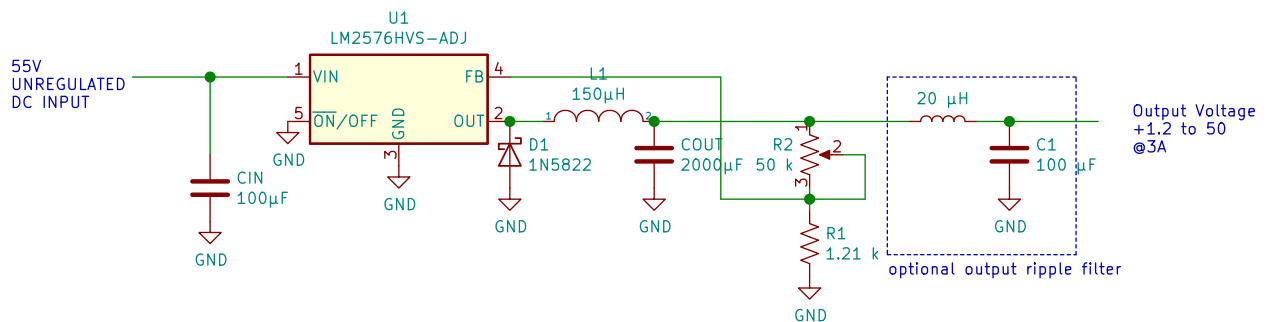 U1
LM2576HVS-ADJ
55V
UNREGULATED
DC INPUT
1
VIN
FB
4
5
ON/OFF
GND
OUT
2
3
GND
GND
CIN
100µF
GND
L1
150µH
1
2
D1
1N5822
GND
COUT
2000µF
GND
R2
50 k
1
2
3
R1
1.21 k
GND
20 µH
C1
100 µF
GND
optional output ripple filter
Output Voltage
+1.2 to 50
@3A